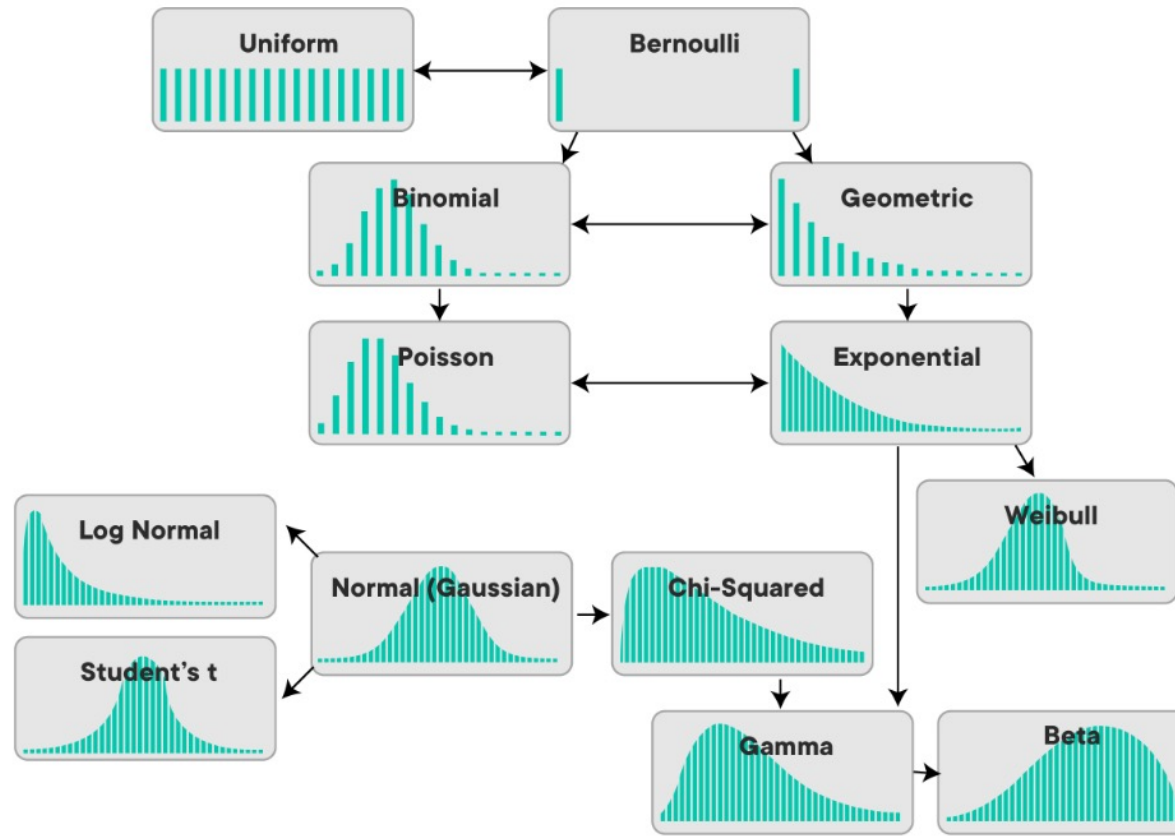 Uniform
Bernoulli
Binomial
Geometric
Poisson
Exponential
Weibull
Log Normal
Normal (Gaussian)
Chi-Squared
Student's t
Gamma
Beta